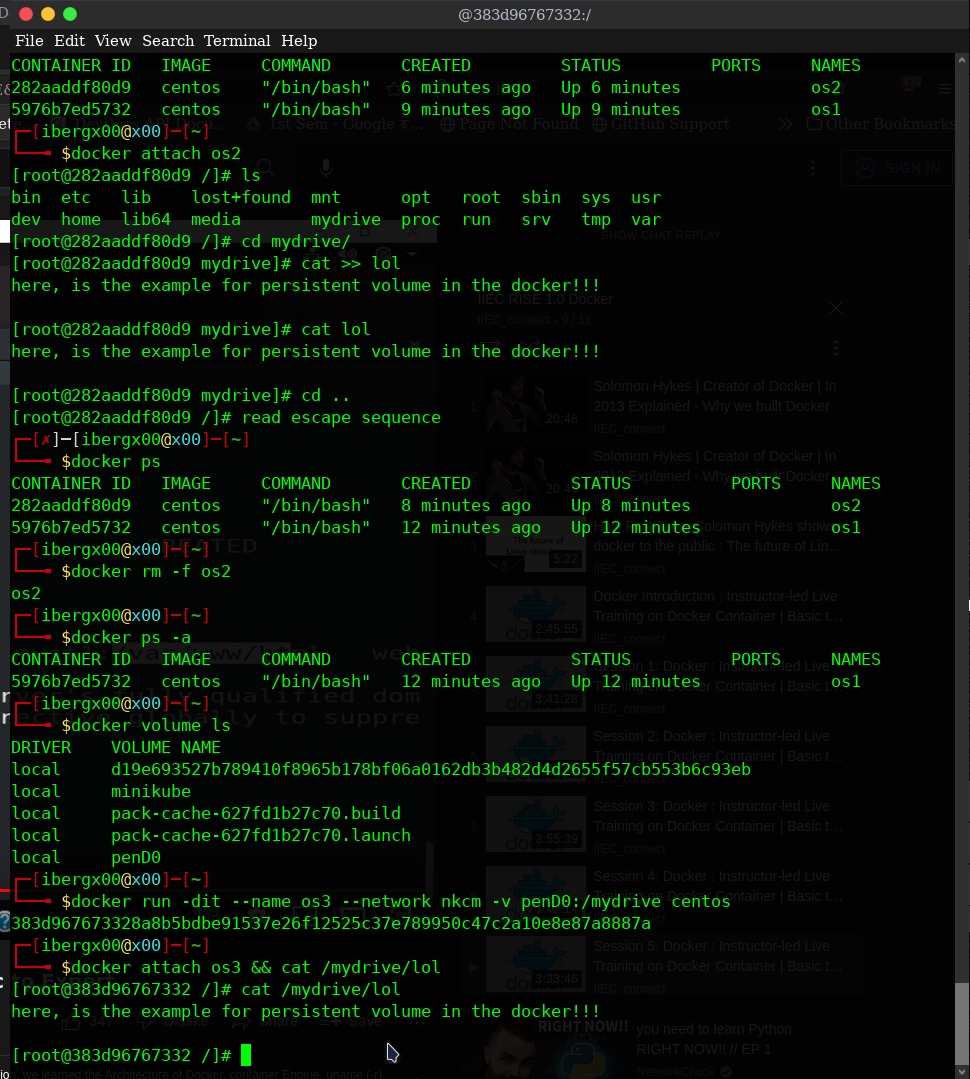 @383d96767332:/
File Edit View Search Terminal Help
CONTAINER ID   IMAGE     COMMAND       CREATED         STATUS         PORTS     NAMES
282aaddf80d9   centos    "/bin/bash"   6 minutes ago   Up 6 minutes             os2
5976b7ed5732   centos    "/bin/bash"   9 minutes ago   Up 9 minutes             os1
┌─[ibergx00@x00]─[~]
└──╼ $docker attach os2
[root@282aaddf80d9 /]# ls
bin  etc   lib    lost+found  mnt      opt   root  sbin  sys  usr
dev  home  lib64  media       mydrive  proc  run   srv   tmp  var
[root@282aaddf80d9 /]# cd mydrive/
[root@282aaddf80d9 mydrive]# cat >> lol
here, is the example for persistent volume in the docker!!!
[root@282aaddf80d9 mydrive]# cat lol
here, is the example for persistent volume in the docker!!!
[root@282aaddf80d9 mydrive]# cd ..
[root@282aaddf80d9 /]# read escape sequence
┌─[✗]─[ibergx00@x00]─[~]
└──╼ $docker ps
CONTAINER ID   IMAGE     COMMAND       CREATED          STATUS          PORTS     NAMES
282aaddf80d9   centos    "/bin/bash"   8 minutes ago    Up 8 minutes              os2
5976b7ed5732   centos    "/bin/bash"   12 minutes ago   Up 12 minutes             os1
┌─[ibergx00@x00]─[~]
└──╼ $docker rm -f os2
os2
┌─[ibergx00@x00]─[~]
└──╼ $docker ps -a
CONTAINER ID   IMAGE     COMMAND       CREATED          STATUS          PORTS     NAMES
5976b7ed5732   centos    "/bin/bash"   12 minutes ago   Up 12 minutes             os1
┌─[ibergx00@x00]─[~]
└──╼ $docker volume ls
DRIVER    VOLUME NAME
local     d19e693527b789410f8965b178bf06a0162db3b482d4d2655f57cb553b6c93eb
local     minikube
local     pack-cache-627fd1b27c70.build
local     pack-cache-627fd1b27c70.launch
local     penD0
┌─[ibergx00@x00]─[~]
└──╼ $docker run -dit --name os3 --network nkcm -v penD0:/mydrive centos
383d967673328a8b5bdbe91537e26ff12525c37e789950c47c2a10e8e87a8887a
┌─[ibergx00@x00]─[~]
└──╼ $docker attach os3 && cat /mydrive/lol
[root@383d96767332 /]# cat /mydrive/lol
here, is the example for persistent volume in the docker!!!
[root@383d96767332 /]#